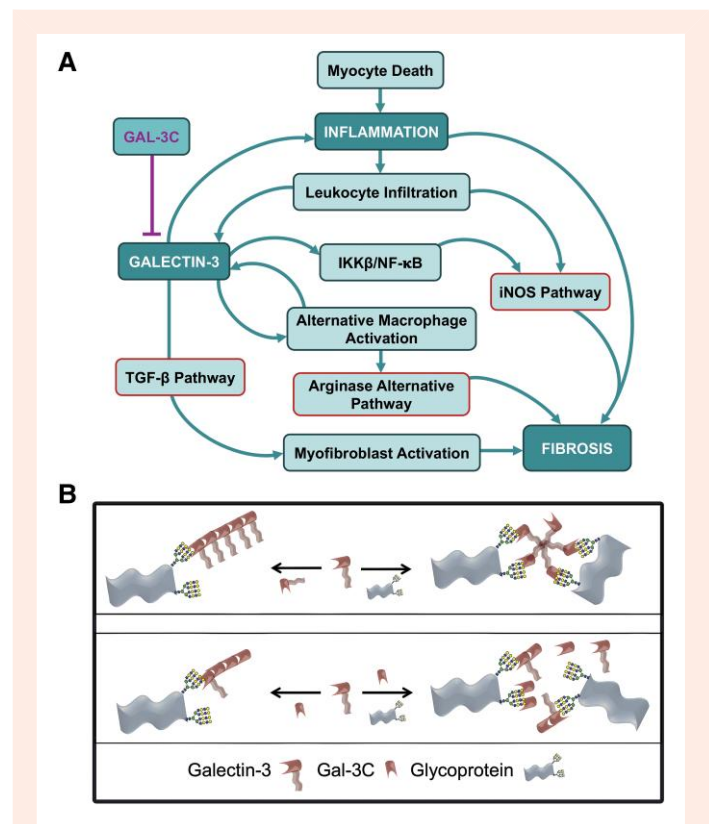 A
Myocyte Death
GAL-3C
INFLAMMATION
Leukocyte Infiltration
GALECTIN-3
IKKβ/NF-κB
iNOS Pathway
Alternative Macrophage
Activation
TGF-β Pathway
Arginase Alternative
Pathway
Myofibroblast Activation
FIBROSIS
B
Galectin-3
Gal-3C
Glycoprotein